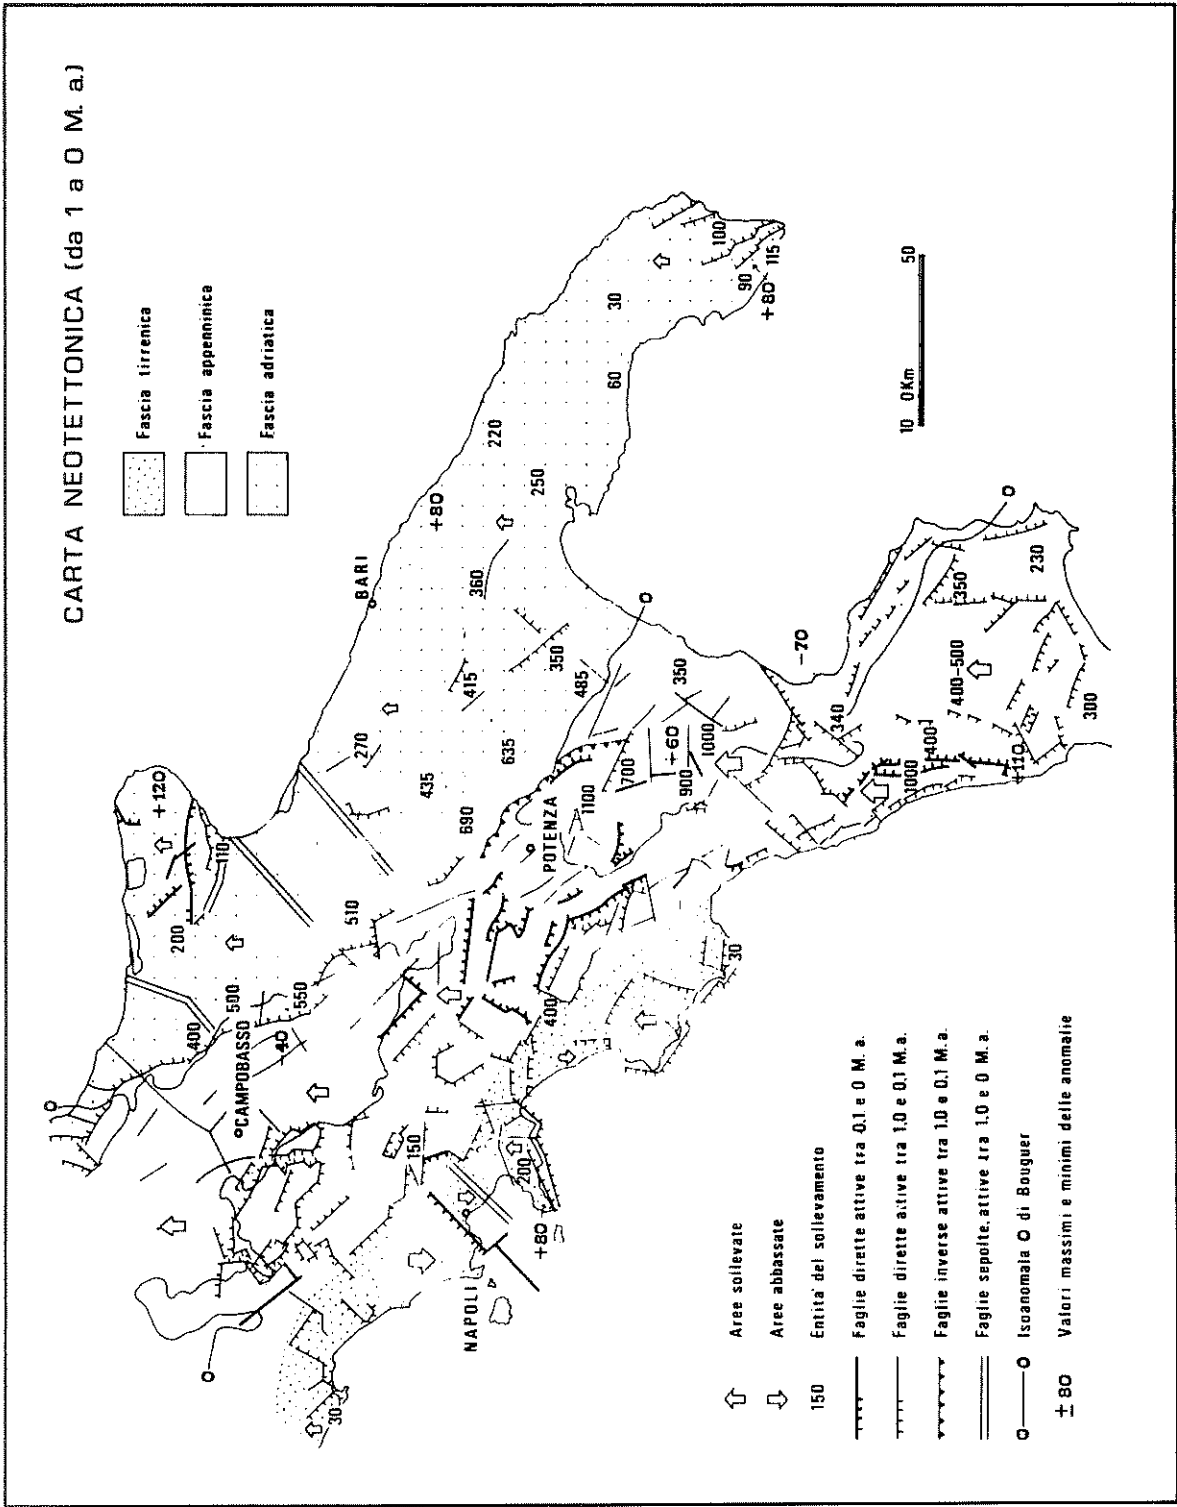 CARTA NEOTETTONICA (da 1 a 0 M. a.)
Fascia tirrenica
Fascia appenninica
Fascia adriatica
+120
110
200
400
500
550
CAMPOBASSO
40
510
270
435
690
635
415
BARI
360
+80
220
250
350
485
60
30
100
90
115
+80
10 0Km 50
POTENZA
1100
700
+60
900
1000
350
-70
340
1000
400
400-500
350
230
300
+110
400
30
150
200
+80
NAPOLI
30
Aree sollevate
Aree abbassate
150 Entita' del sollevamento
Faglie dirette attive tra 0.1 e 0 M. a.
Faglie dirette attive tra 1.0 e 0.1 M. a.
Faglie inverse attive tra 1.0 e 0.1 M. a.
Faglie sepolte, attive tra 1.0 e 0 M. a.
Isoanomala 0 di Bouguer
±80 Valori massimi e minimi delle anomalie